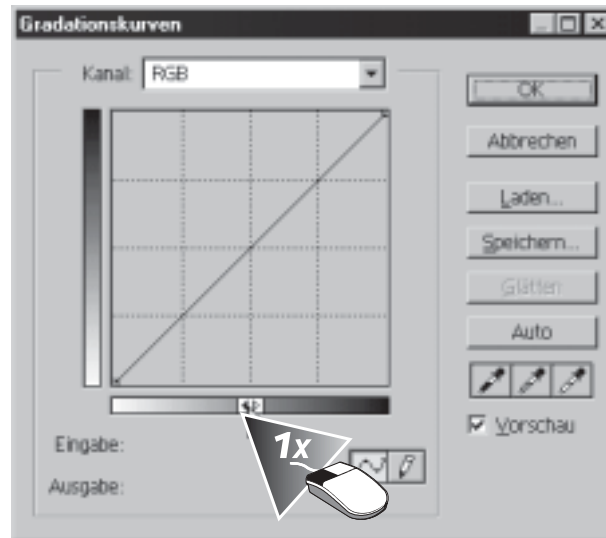 Gradationskurven
Kanal: RGB
OK
Abbrechen
Laden...
Speichern...
Glätten
Auto
Vorschau
Eingabe:
Ausgabe:
1x